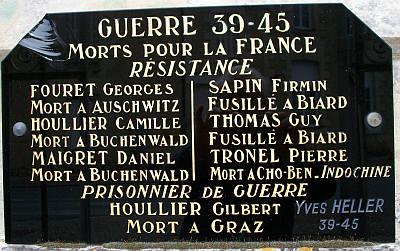 GUERRE 39-45
MORTS POUR LA FRANCE
RÉSISTANCE
FOURET GEORGES
MORT A AUSCHWITZ
HOULLIER CAMILLE
MORT A BUCHENWALD
MAIGRET DANIEL
MORT A BUCHENWALD
SAPIN FIRMIN
FUSILLÉ A BIARD
THOMAS GUY
FUSILLÉ A BIARD
TRONEL PIERRE
MORT A CHO-BEN-INDOCHINE
PRISONNIER DE GUERRE
HOULLIER GILBERT
MORT A GRAZ
YVES HELLER
39-45